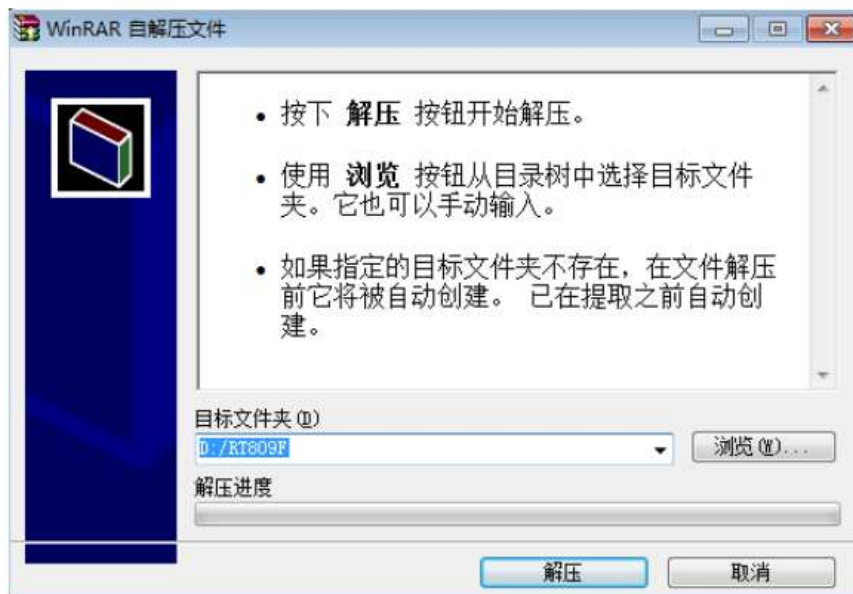 WinRAR 自解压文件
按下 解压 按钮开始解压。
使用 浏览 按钮从目录树中选择目标文件
夹。它也可以手动输入。
如果指定的目标文件夹不存在，在文件解压
前它将被自动创建。 已在提取之前自动创
建。
目标文件夹(D)
D:/RT809F
浏览(W)...
解压进度
解压
取消